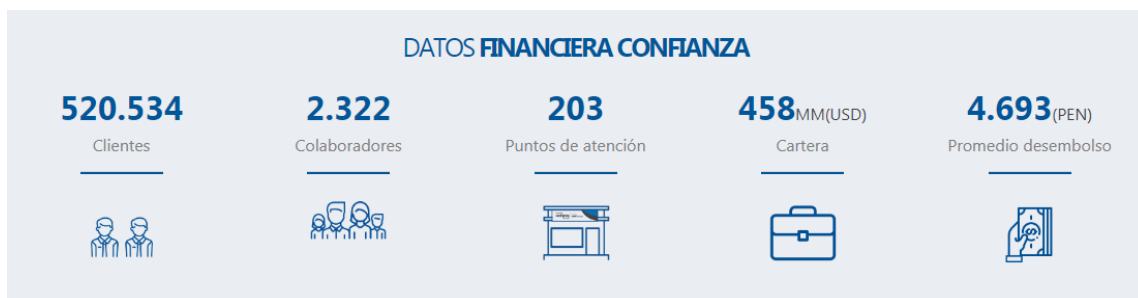 DATOS FINANCIERA CONFIANZA
520.534
Clientes
2.322
Colaboradores
203
Puntos de atención
458MM(USD)
Cartera
4.693(PEN)
Promedio desembolso